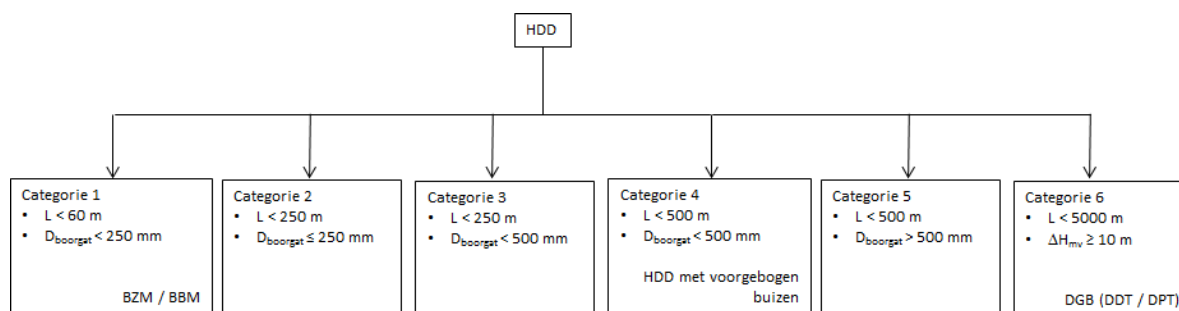 HDD
Categorie 1
• L < 60 m
• Dboorgat < 250 mm
BZM / BBM
Categorie 2
• L < 250 m
• Dboorgat ≤ 250 mm
Categorie 3
• L < 250 m
• Dboorgat < 500 mm
Categorie 4
• L < 500 m
• Dboorgat < 500 mm
HDD met voorgebogen
buizen
Categorie 5
• L < 500 m
• Dboorgat > 500 mm
Categorie 6
• L < 5000 m
• ΔHmv ≥ 10 m
DGB (DDT / DPT)